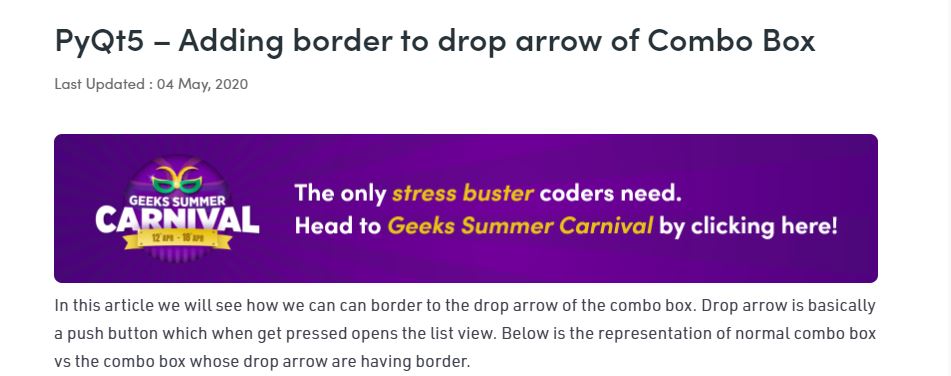 PyQt5 – Adding border to drop arrow of Combo Box
Last Updated : 04 May, 2020
GEEKS SUMMER
CARNIVAL
12 APR - 16 APR
The only stress buster coders need.
Head to Geeks Summer Carnival by clicking here!
In this article we will see how we can can border to the drop arrow of the combo box. Drop arrow is basically
a push button which when get pressed opens the list view. Below is the representation of normal combo box
vs the combo box whose drop arrow are having border.